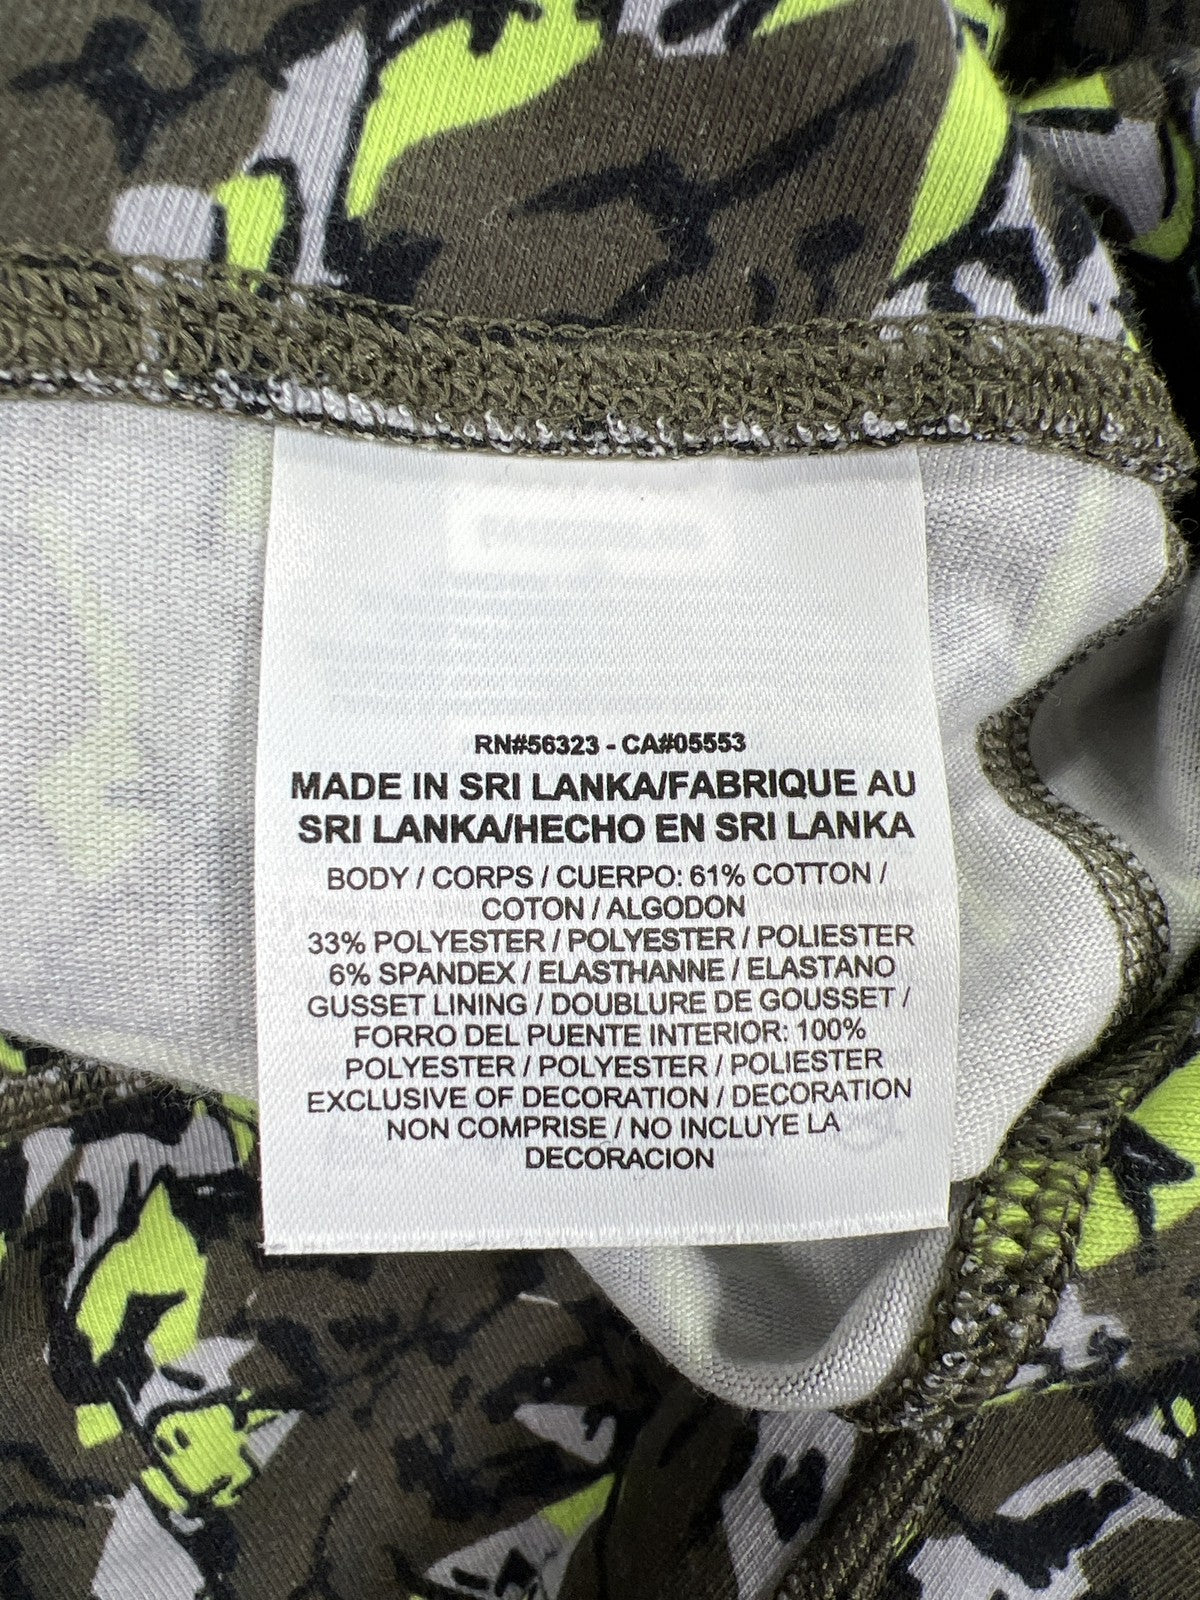 RN#56323 - CA#05553
MADE IN SRI LANKA/FABRIQUE AU
SRI LANKA/HECHO EN SRI LANKA
BODY / CORPS / CUERPO: 61% COTTON /
COTON / ALGODON
33% POLYESTER / POLYESTER / POLIESTER
6% SPANDEX / ELASTHANNE / ELASTANO
GUSSET LINING / DOUBLURE DE GOUSSET /
FORRO DEL PUENTE INTERIOR: 100%
POLYESTER / POLYESTER / POLIESTER
EXCLUSIVE OF DECORATION / DECORATION
NON COMPRISE / NO INCLUYE LA
DECORACION